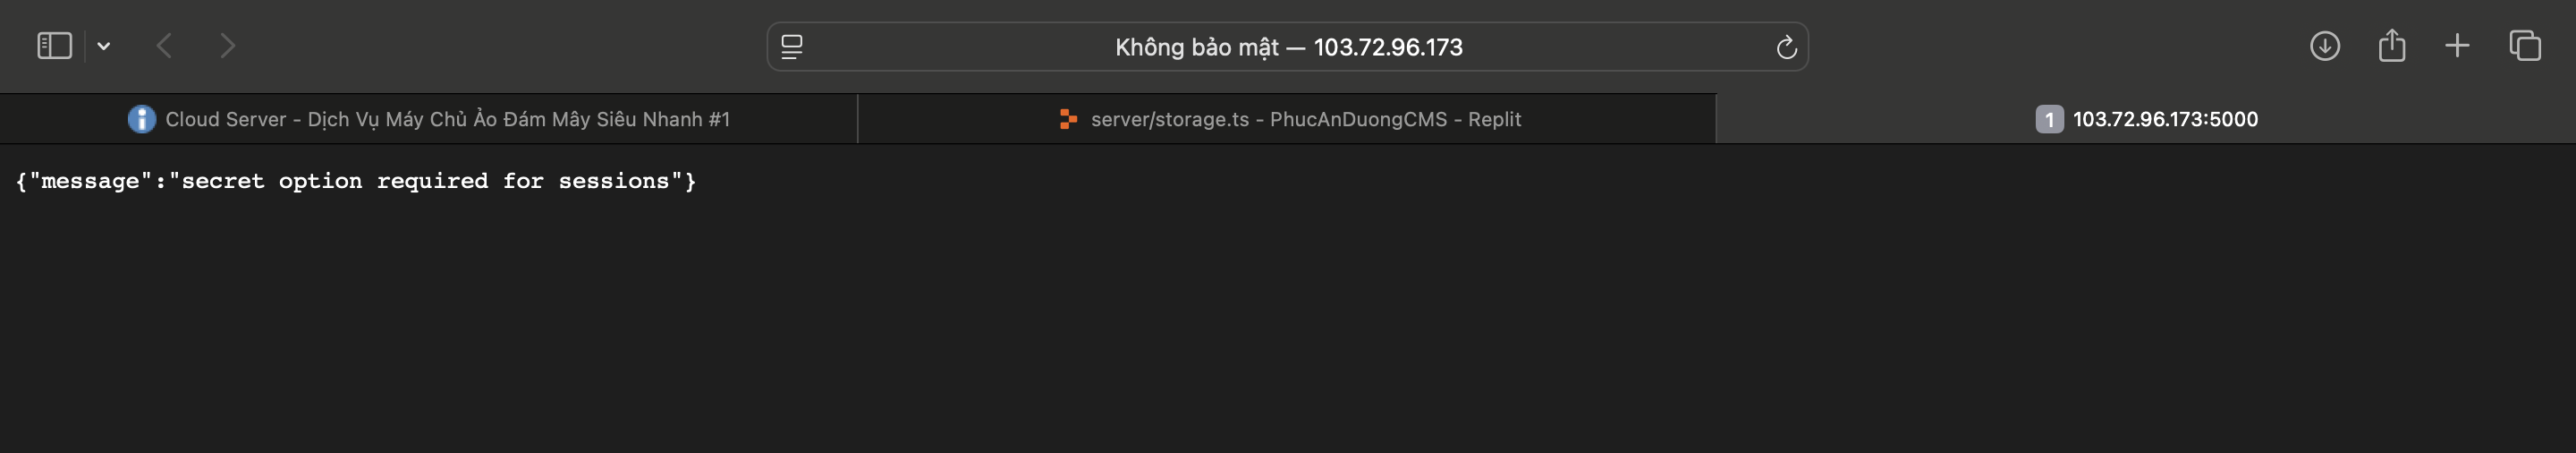 Không bảo mật — 103.72.96.173
Cloud Server - Dịch Vụ Máy Chủ Ảo Đám Mây Siêu Nhanh #1
server/storage.ts - PhucAnDuongCMS - Replit
1 103.72.96.173:5000
{"message":"secret option required for sessions"}